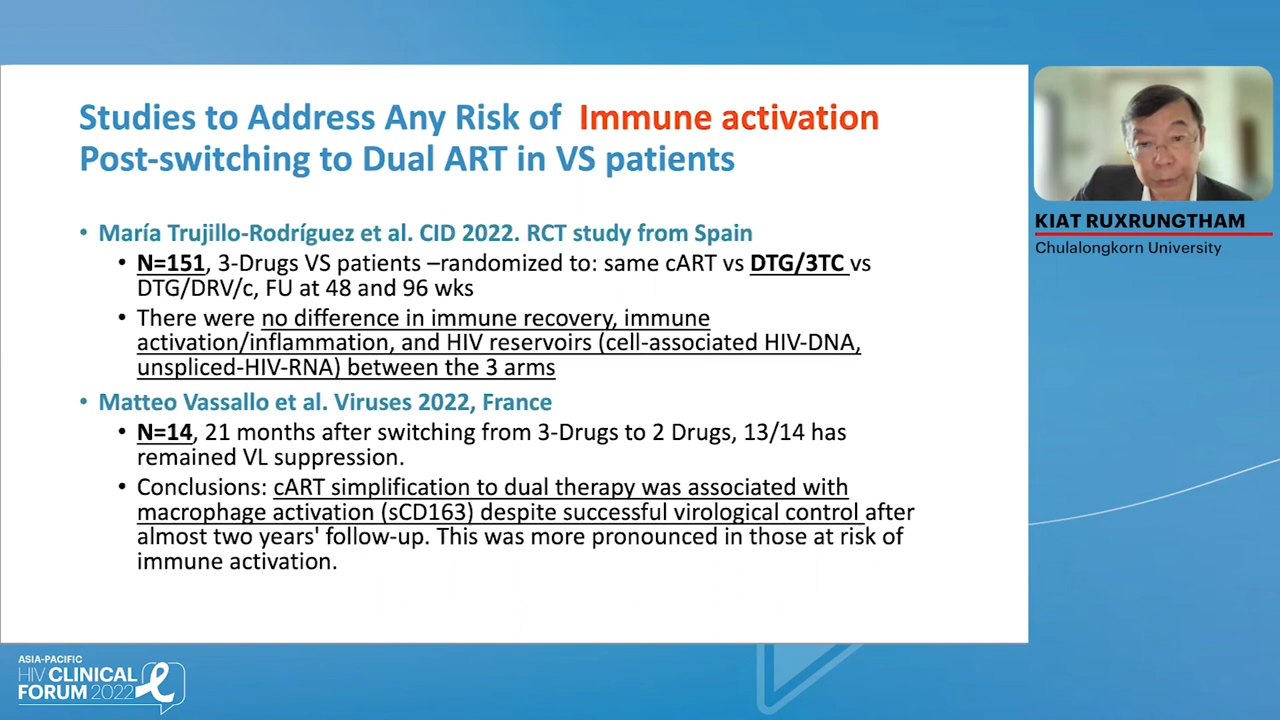 Studies to Address Any Risk of Immune activation
Post-switching to Dual ART in VS patients
• María Trujillo-Rodríguez et al. CID 2022. RCT study from Spain
• N=151, 3-Drugs VS patients –randomized to: same cART vs DTG/3TC vs
DTG/DRV/c, FU at 48 and 96 wks
• There were no difference in immune recovery, immune
activation/inflammation, and HIV reservoirs (cell-associated HIV-DNA,
unspliced-HIV-RNA) between the 3 arms
• Matteo Vassallo et al. Viruses 2022, France
• N=14, 21 months after switching from 3-Drugs to 2 Drugs, 13/14 has
remained VL suppression.
• Conclusions: cART simplification to dual therapy was associated with
macrophage activation (sCD163) despite successful virological control after
almost two years' follow-up. This was more pronounced in those at risk of
immune activation.
KIAT RUXRUNGTHAM
Chulalongkorn University
ASIA-PACIFIC
HIV CLINICAL
FORUM 2022